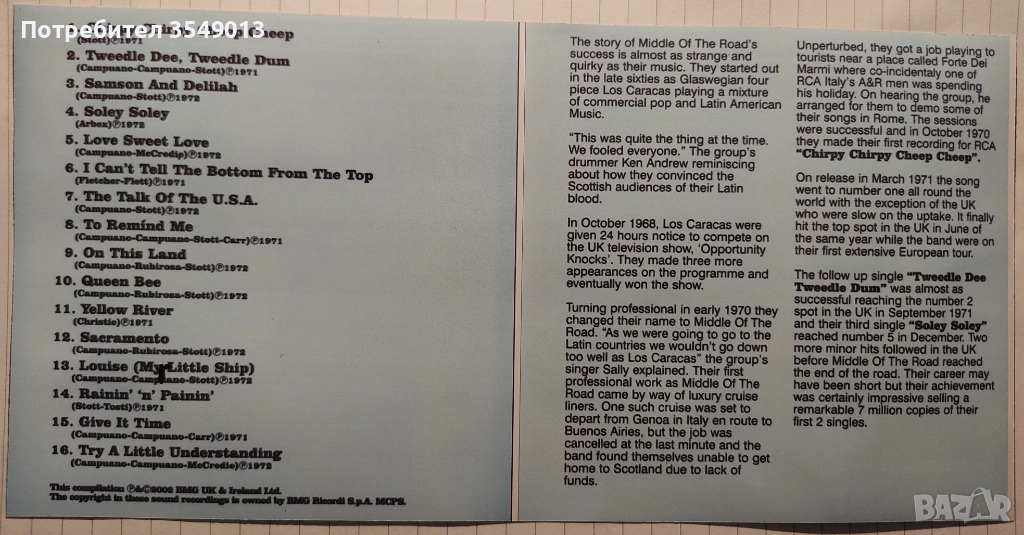 Потребител 3549013
Cheep
(Stott)℗1971
2. Tweedle Dee, Tweedle Dum
(Campuano-Campuano-Stott)℗1971
3. Samson And Delilah
(Campuano-Stott)℗1972
4. Soley Soley
(Arbex)℗1972
5. Love Sweet Love
(Campuano-McCredie)℗1972
6. I Can't Tell The Bottom From The Top
(Fletcher-Flett)℗1971
7. The Talk Of The U.S.A.
(Campuano-Stott)℗1972
8. To Remind Me
(Campuano-Campuano-Stott-Carr)℗1971
9. On This Land
(Campuano-Rubirosa-Stott)℗1972
10. Queen Bee
(Campuano-Rubirosa-Stott)℗1972
11. Yellow River
(Christie)℗1971
12. Sacramento
(Campuano-Rubirosa-Stott)℗1972
13. Louise (My Little Ship)
(Campuano-Campuano-Stott)℗1972
14. Rainin' 'n' Painin'
(Stott-Tosti)℗1971
15. Give It Time
(Campuano-Campuano-Carr)℗1971
16. Try A Little Understanding
(Campuano-Campuano-McCredie)℗1972
This compilation ℗&©2002 BMG UK & Ireland Ltd.
The copyright in these sound recordings is owned by BMG Ricordi S.p.A. MCPS.
The story of Middle Of The Road's
success is almost as strange and
quirky as their music. They started out
in the late sixties as Glaswegian four
piece Los Caracas playing a mixture
of commercial pop and Latin American
Music.
"This was quite the thing at the time.
We fooled everyone." The group's
drummer Ken Andrew reminiscing
about how they convinced the
Scottish audiences of their Latin
blood.
In October 1968, Los Caracas were
given 24 hours notice to compete on
the UK television show, 'Opportunity
Knocks'. They made three more
appearances on the programme and
eventually won the show.
Turning professional in early 1970 they
changed their name to Middle Of The
Road. "As we were going to go to the
Latin countries we wouldn't go down
too well as Los Caracas" the group's
singer Sally explained. Their first
professional work as Middle Of The
Road came by way of luxury cruise
liners. One such cruise was set to
depart from Genoa in Italy en route to
Buenos Airies, but the job was
cancelled at the last minute and the
band found themselves unable to get
home to Scotland due to lack of
funds.
Unperturbed, they got a job playing to
tourists near a place called Forte Dei
Marmi where co-incidentaly one of
RCA Italy's A&R men was spending
his holiday. On hearing the group, he
arranged for them to demo some of
their songs in Rome. The sessions
were successful and in October 1970
they made their first recording for RCA
"Chirpy Chirpy Cheep Cheep".
On release in March 1971 the song
went to number one all round the
world with the exception of the UK
who were slow on the uptake. It finally
hit the top spot in the UK in June of
the same year while the band were on
their first extensive European tour.
The follow up single "Tweedle Dee
Tweedle Dum" was almost as
successful reaching the number 2
spot in the UK in September 1971
and their third single "Soley Soley"
reached number 5 in December. Two
more minor hits followed in the UK
before Middle Of The Road reached
the end of the road. Their career may
have been short but their achievement
was certainly impressive selling a
remarkable 7 million copies of their
first 2 singles.
BAZAR